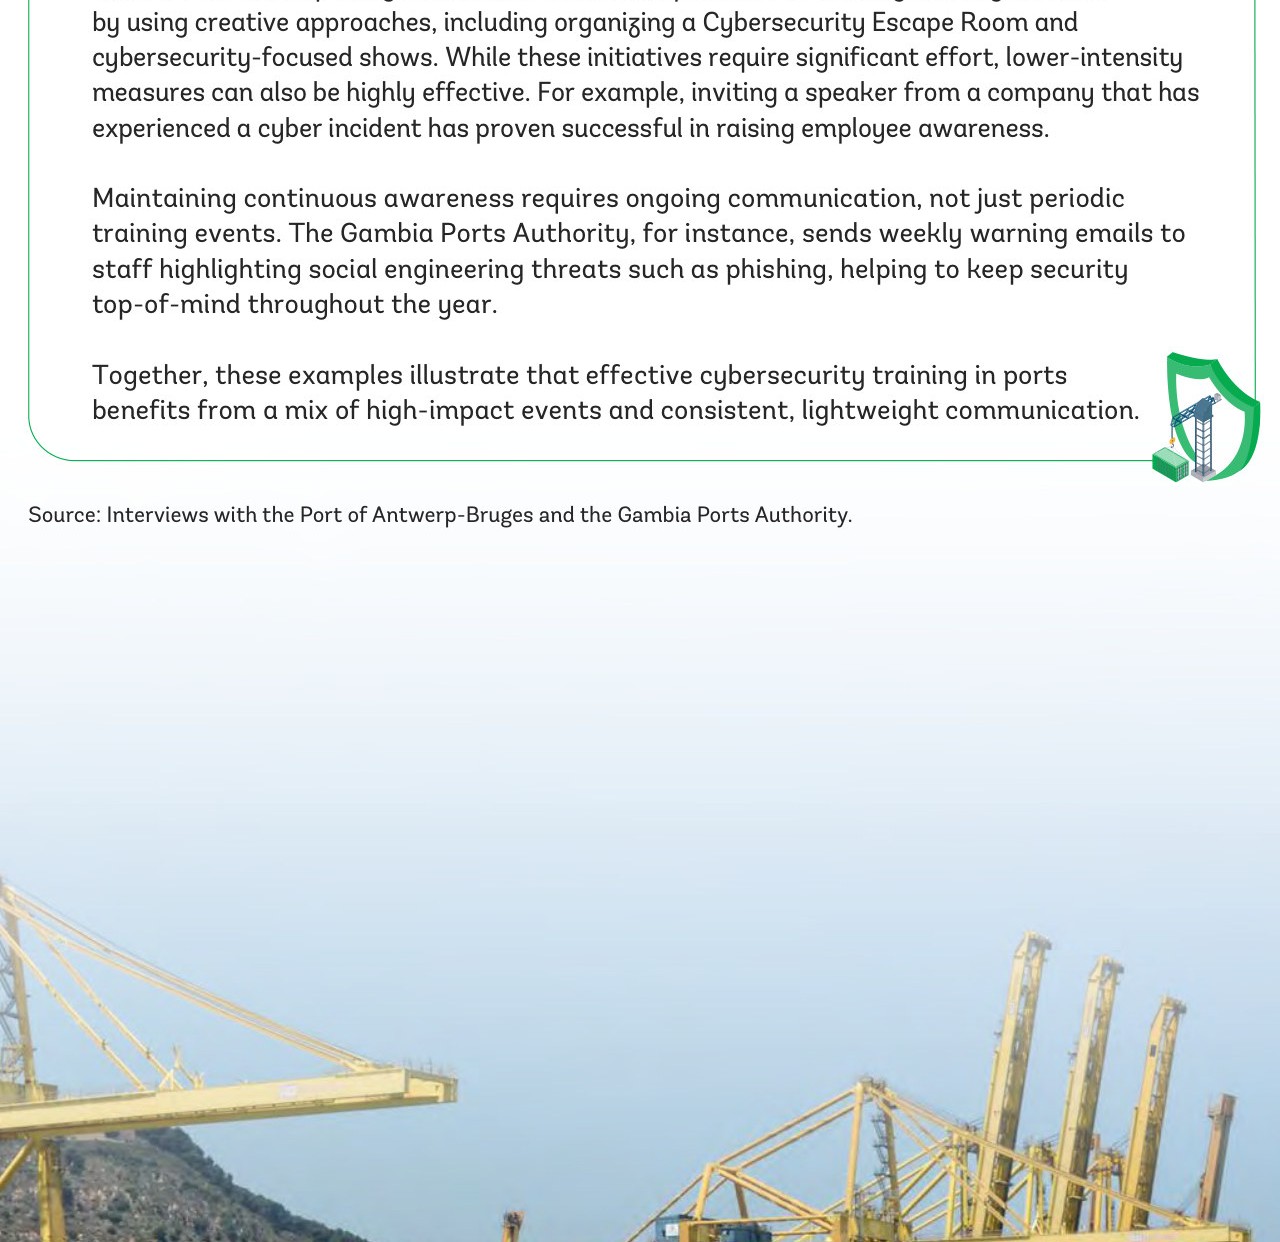 by using creative approaches, including organizing a Cybersecurity Escape Room and
cybersecurity-focused shows. While these initiatives require significant effort, lower-intensity
measures can also be highly effective. For example, inviting a speaker from a company that has
experienced a cyber incident has proven successful in raising employee awareness.
Maintaining continuous awareness requires ongoing communication, not just periodic
training events. The Gambia Ports Authority, for instance, sends weekly warning emails to
staff highlighting social engineering threats such as phishing, helping to keep security
top-of-mind throughout the year.
Together, these examples illustrate that effective cybersecurity training in ports
benefits from a mix of high-impact events and consistent, lightweight communication.
Source: Interviews with the Port of Antwerp-Bruges and the Gambia Ports Authority.